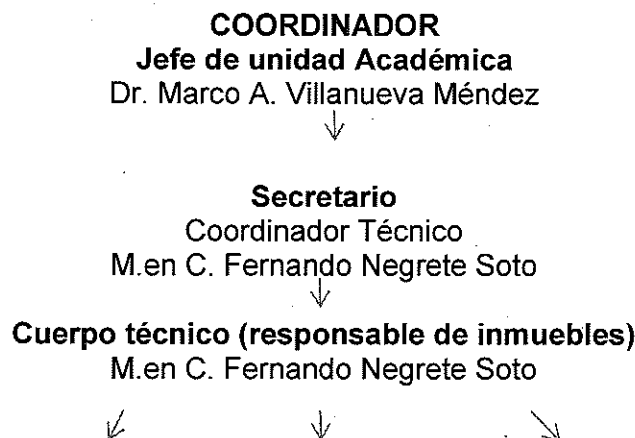 COORDINADOR
Jefe de unidad Académica
Dr. Marco A. Villanueva Méndez
Secretario
Coordinador Técnico
M.en C. Fernando Negrete Soto
Cuerpo técnico (responsable de inmuebles)
M.en C. Fernando Negrete Soto